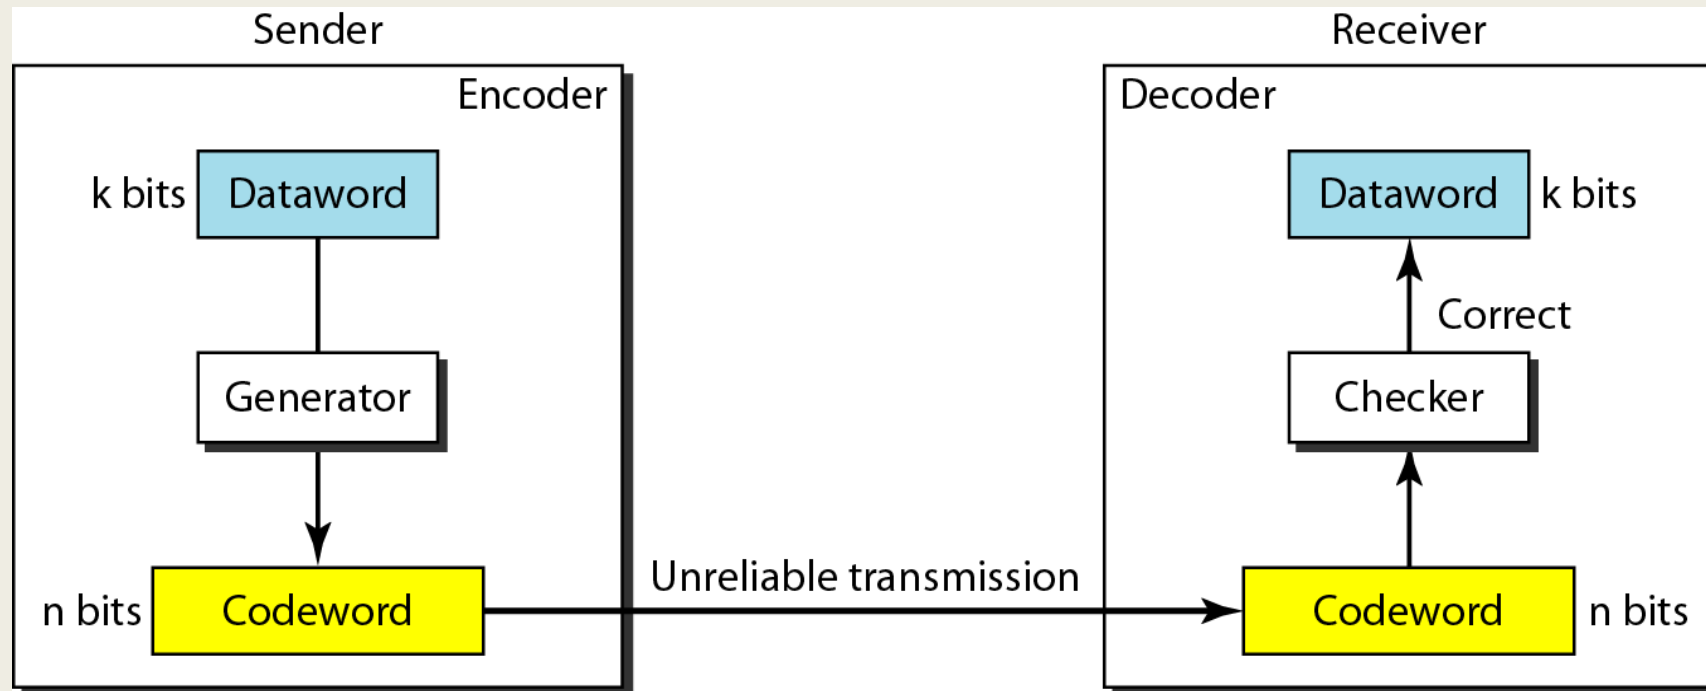 Sender
Receiver
Encoder
Decoder
k bits
Dataword
Dataword
k bits
Correct
Generator
Checker
Unreliable transmission
n bits
Codeword
Codeword
n bits